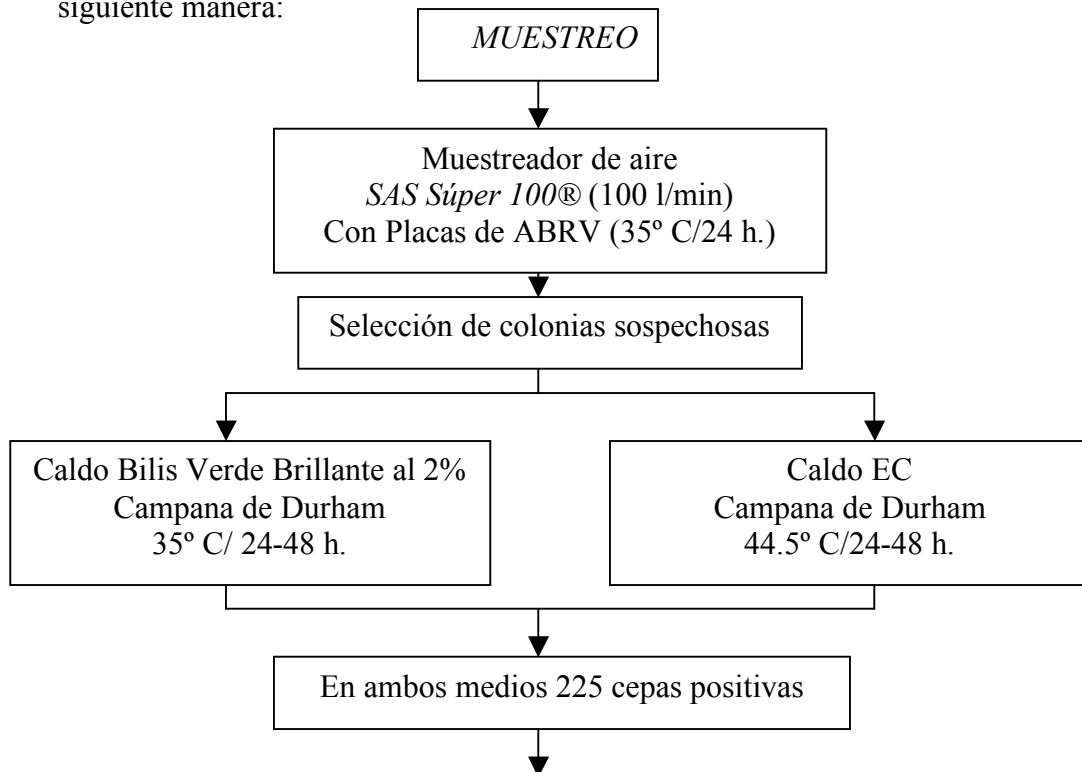 siguiente manera:
MUESTREO
Muestreador de aire
SAS Súper 100® (100 l/min)
Con Placas de ABRV (35º C/24 h.)
Selección de colonias sospechosas
Caldo Bilis Verde Brillante al 2%
Campana de Durham
35º C/ 24-48 h.
Caldo EC
Campana de Durham
44.5º C/24-48 h.
En ambos medios 225 cepas positivas